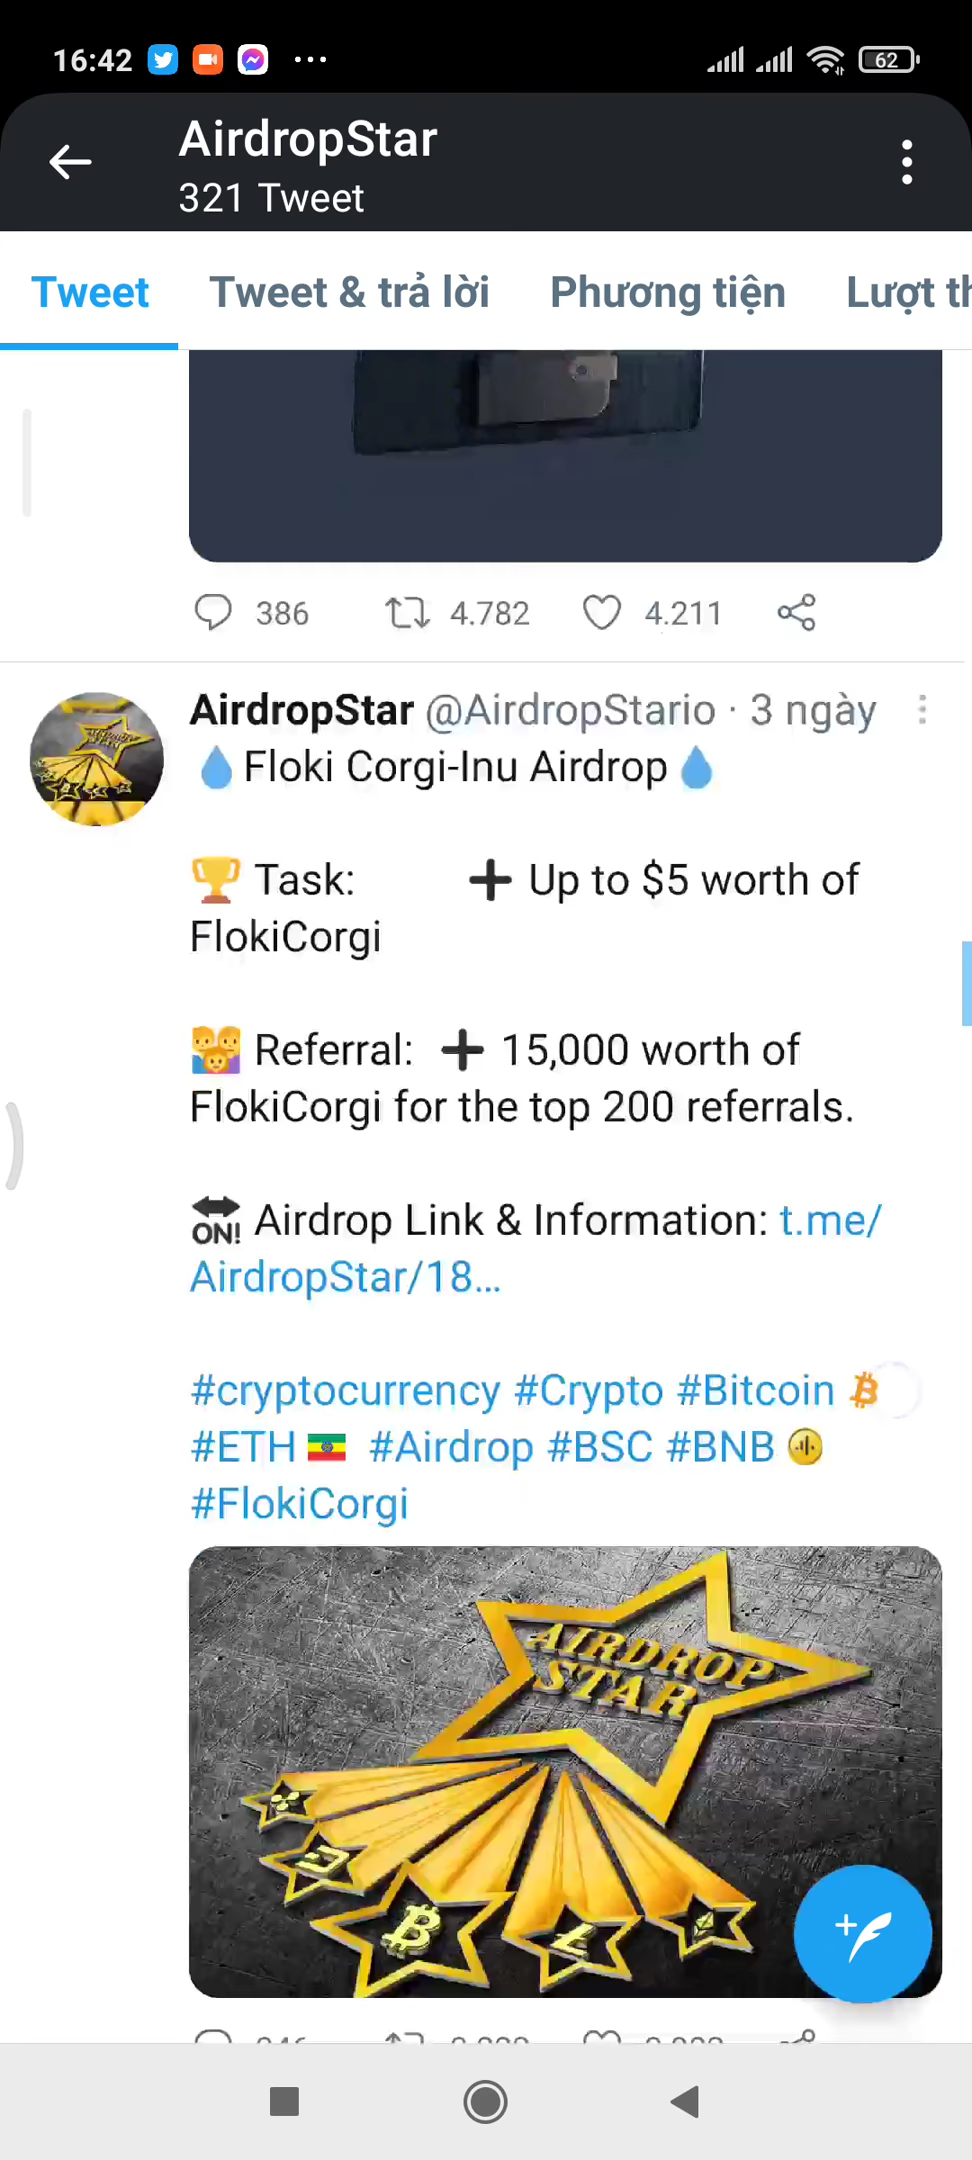 16:42
62
AirdropStar
321 Tweet
Tweet
Tweet & trả lời
Phương tiện
Lượt th
386
4.782
4.211
AirdropStar @AirdropStario · 3 ngày
💧Floki Corgi-Inu Airdrop💧
🏆 Task: ➕ Up to $5 worth of
FlokiCorgi
👨‍👩‍👦 Referral: ➕ 15,000 worth of
FlokiCorgi for the top 200 referrals.
🔛 Airdrop Link & Information: t.me/
AirdropStar/18…
#cryptocurrency #Crypto #Bitcoin
#ETH 🇪🇹 #Airdrop #BSC #BNB
#FlokiCorgi
AIRDROP
STAR